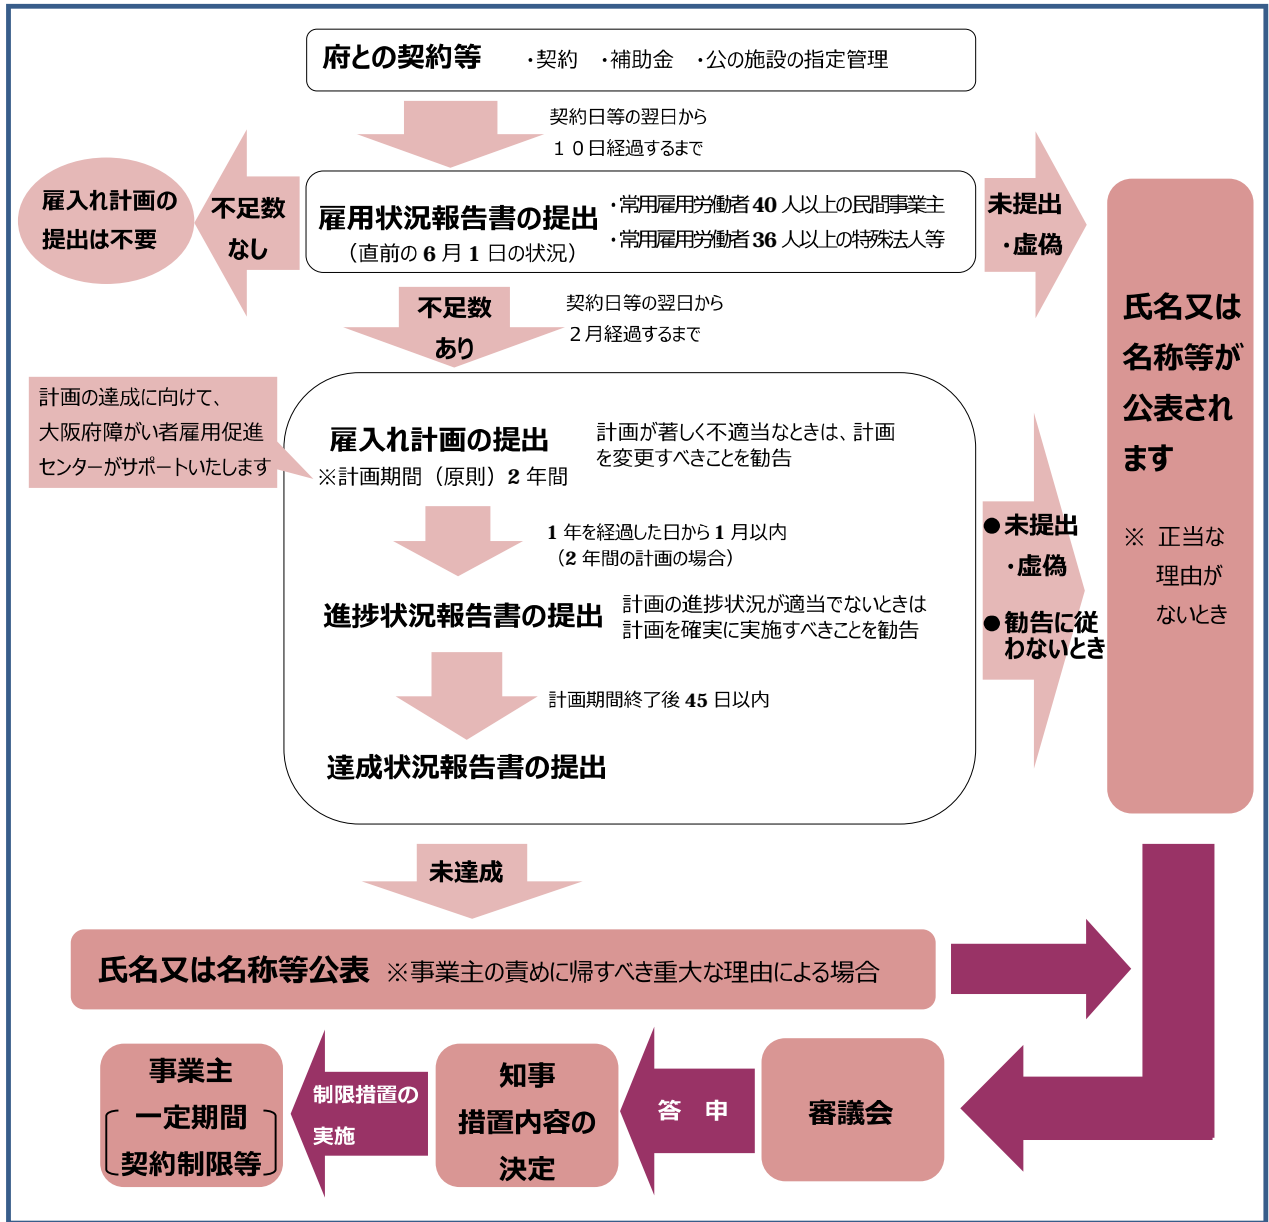 府との契約等 ・契約 ・補助金 ・公の施設の指定管理
契約日等の翌日から
１０日経過するまで
雇入れ計画の
提出は不要
不足数
なし
雇用状況報告書の提出
（直前の 6 月 1 日の状況）
・常用雇用労働者 40 人以上の民間事業主
・常用雇用労働者 36 人以上の特殊法人等
未提出
・虚偽
氏名又は
名称等が
公表され
ます
※ 正当な
理由が
ないとき
不足数
あり
契約日等の翌日から
２月経過するまで
計画の達成に向けて、
大阪府障がい者雇用促進
センターがサポートいたします
雇入れ計画の提出
※計画期間（原則）2 年間
計画が著しく不適当なときは、計画
を変更すべきことを勧告
1 年を経過した日から 1 月以内
（2 年間の計画の場合）
進捗状況報告書の提出
計画の進捗状況が適当でないときは
計画を確実に実施すべきことを勧告
計画期間終了後 45 日以内
達成状況報告書の提出
●未提出
・虚偽
●勧告に従
わないとき
未達成
氏名又は名称等公表 ※事業主の責めに帰すべき重大な理由による場合
事業主
一定期間
契約制限等
制限措置の
実施
知事
措置内容の
決定
答　申
審議会